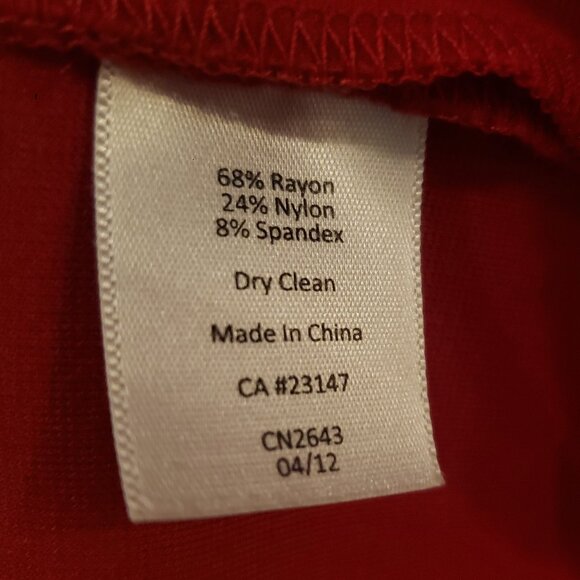 68% Rayon
24% Nylon
8% Spandex
Dry Clean
Made In China
CA #23147
CN2643
04/12